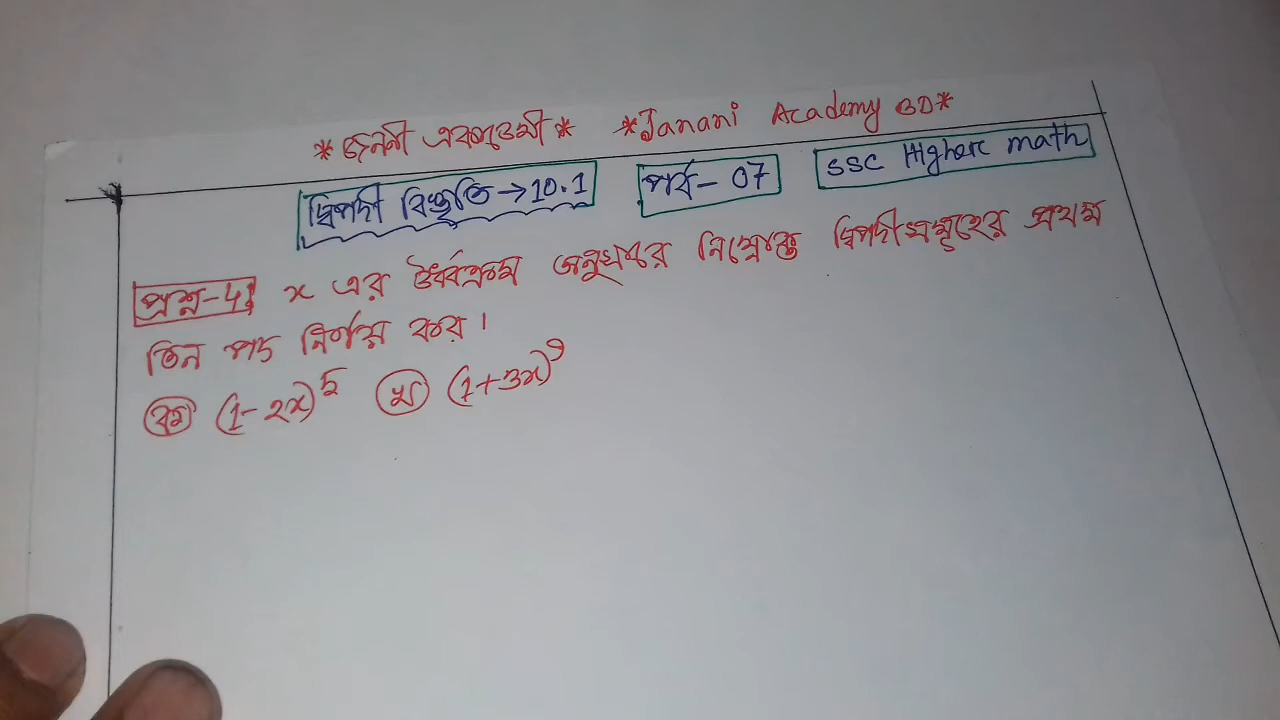 *জননী একাডেমী* *Janani Academy BD*
দ্বিপদী বিস্তৃতি → 10.1 পর্ব - 07 SSC Higher math
প্রশ্ন-4। x এর ঊর্ধ্বক্রম অনুসারে নিম্নোক্ত দ্বিপদী সমূহের প্রথম
তিন পদ নির্ণয় কর।
ক (1-2x)^5 খ (1+3x)^9